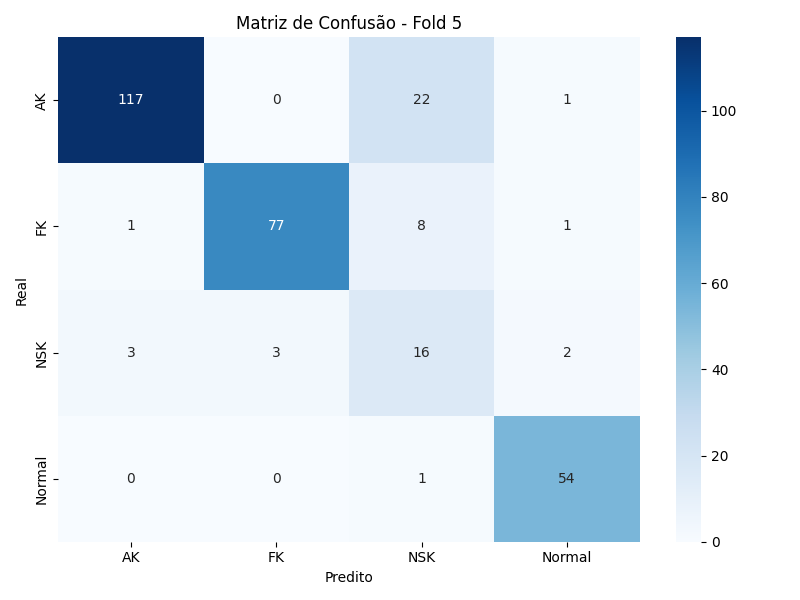 Matriz de Confusão - Fold 5
AK 117 0 22 1
FK 1 77 8 1
NSK 3 3 16 2
Normal 0 0 1 54
AK FK NSK Normal
Predito
Real
100
80
60
40
20
0